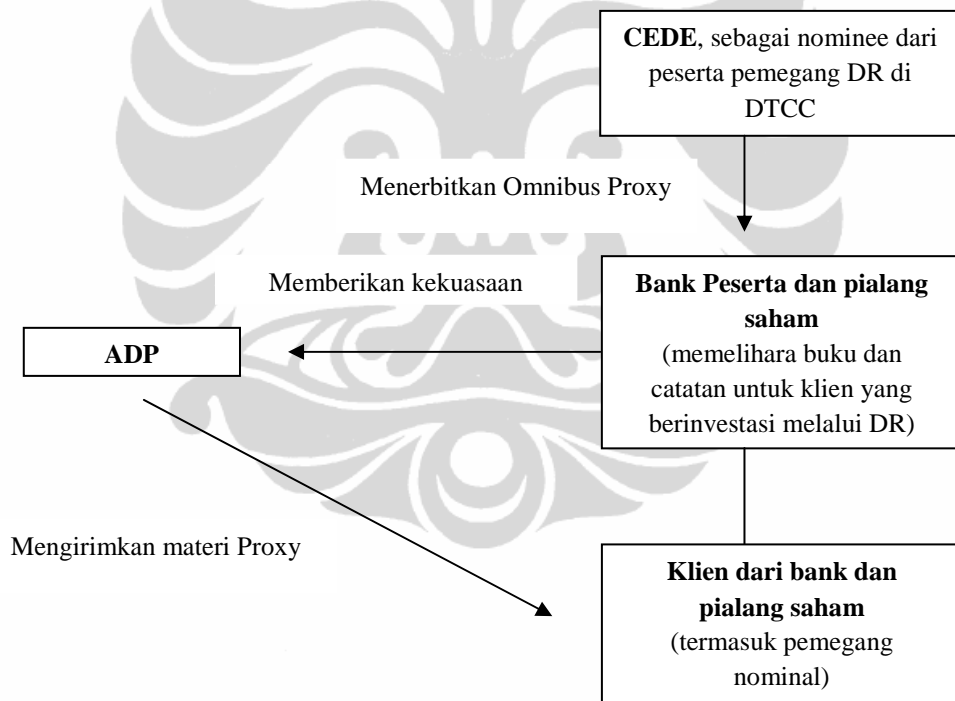 CEDE, sebagai nominee dari
peserta pemegang DR di
DTCC
Menerbitkan Omnibus Proxy
Memberikan kekuasaan
Bank Peserta dan pialang
saham
(memelihara buku dan
catatan untuk klien yang
berinvestasi melalui DR)
ADP
Mengirimkan materi Proxy
Klien dari bank dan
pialang saham
(termasuk pemegang
nominal)